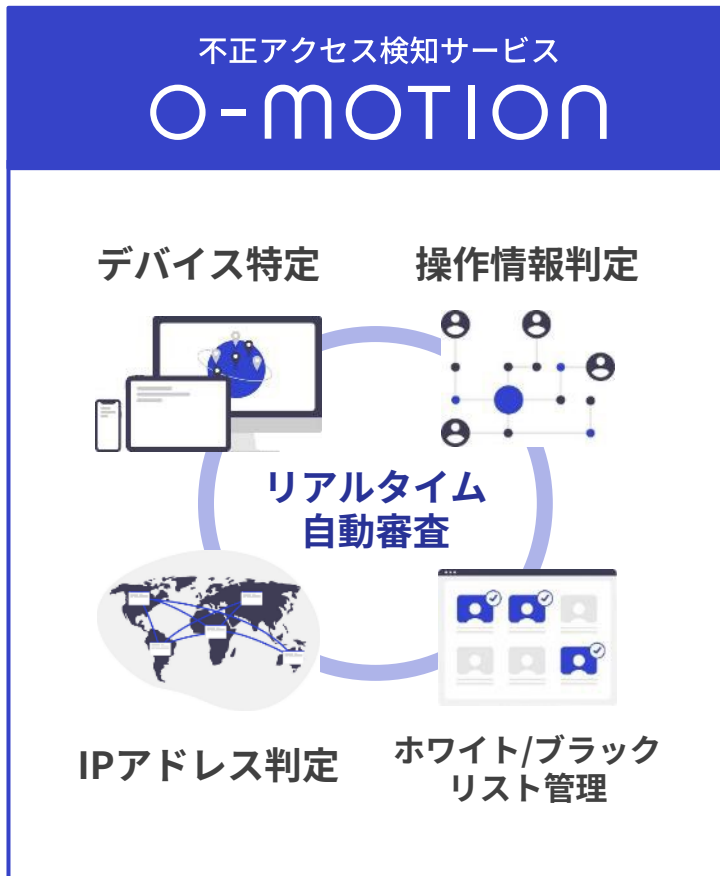 不正アクセス検知サービス
O-MOTION
デバイス特定
操作情報判定
リアルタイム
自動審査
IPアドレス判定
ホワイト/ブラック
リスト管理